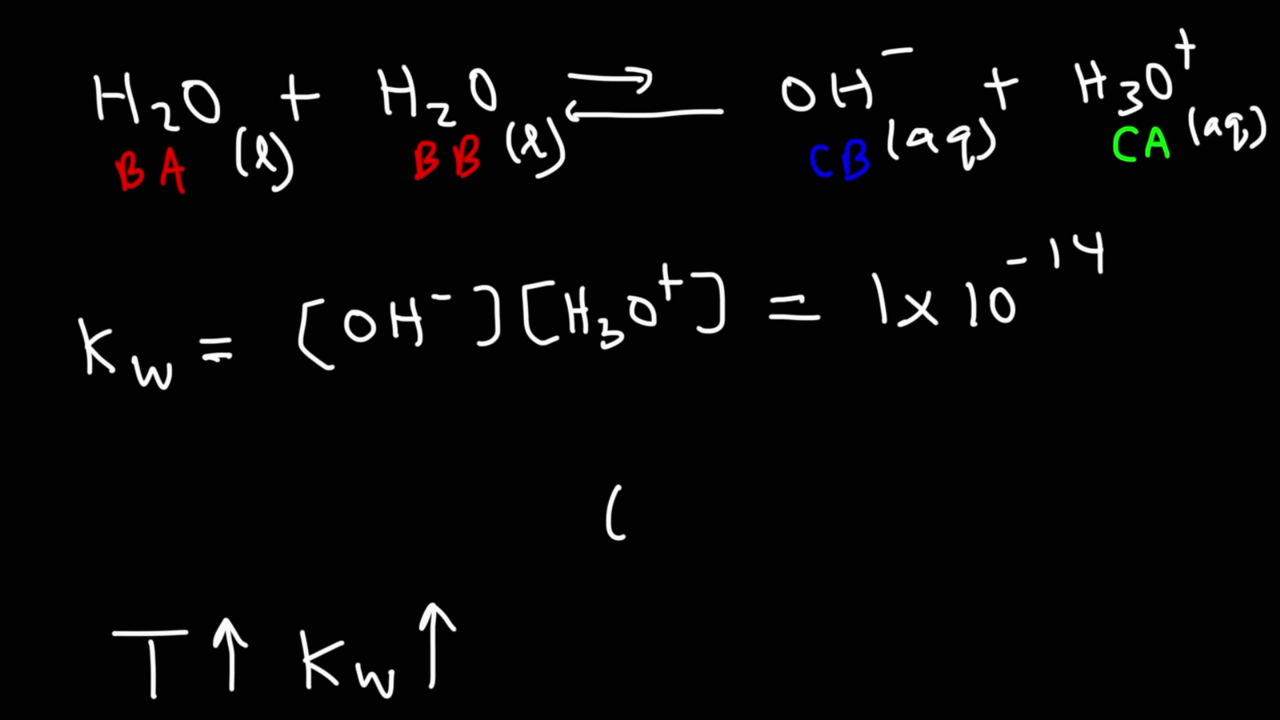 H₂O(l) + H₂O(l) ⇌ OH⁻(aq) + H₃O⁺(aq)
BA BB CB CA
Kw = [OH⁻][H₃O⁺] = 1x10⁻¹⁴
(
T↑ Kw↑